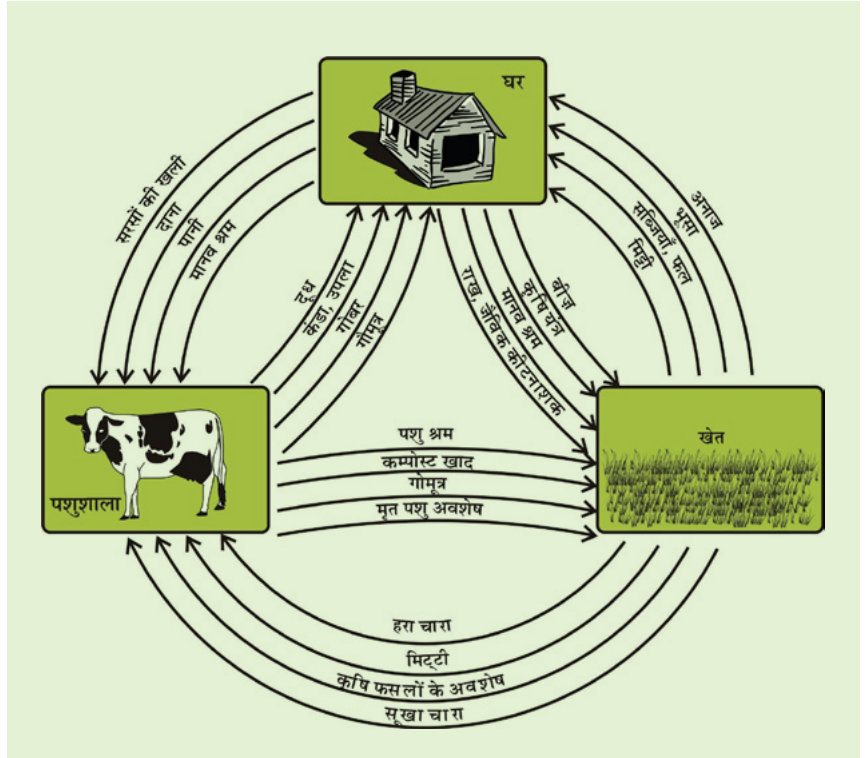 घर
सरसों की खली
दाना
पानी
मानव श्रम
दूध
कंडा, उपला
गोबर
गौमूत्र
बीज
कृषि यंत्र
मानव श्रम
राख, जैविक कीटनाशक
अनाज
भूसा
सब्जियाँ, फल
मिट्टी
पशुशाला
पशु श्रम
कम्पोस्ट खाद
गोमूत्र
मृत पशु अवशेष
खेत
हरा चारा
मिट्टी
कृषि फसलों के अवशेष
सूखा चारा